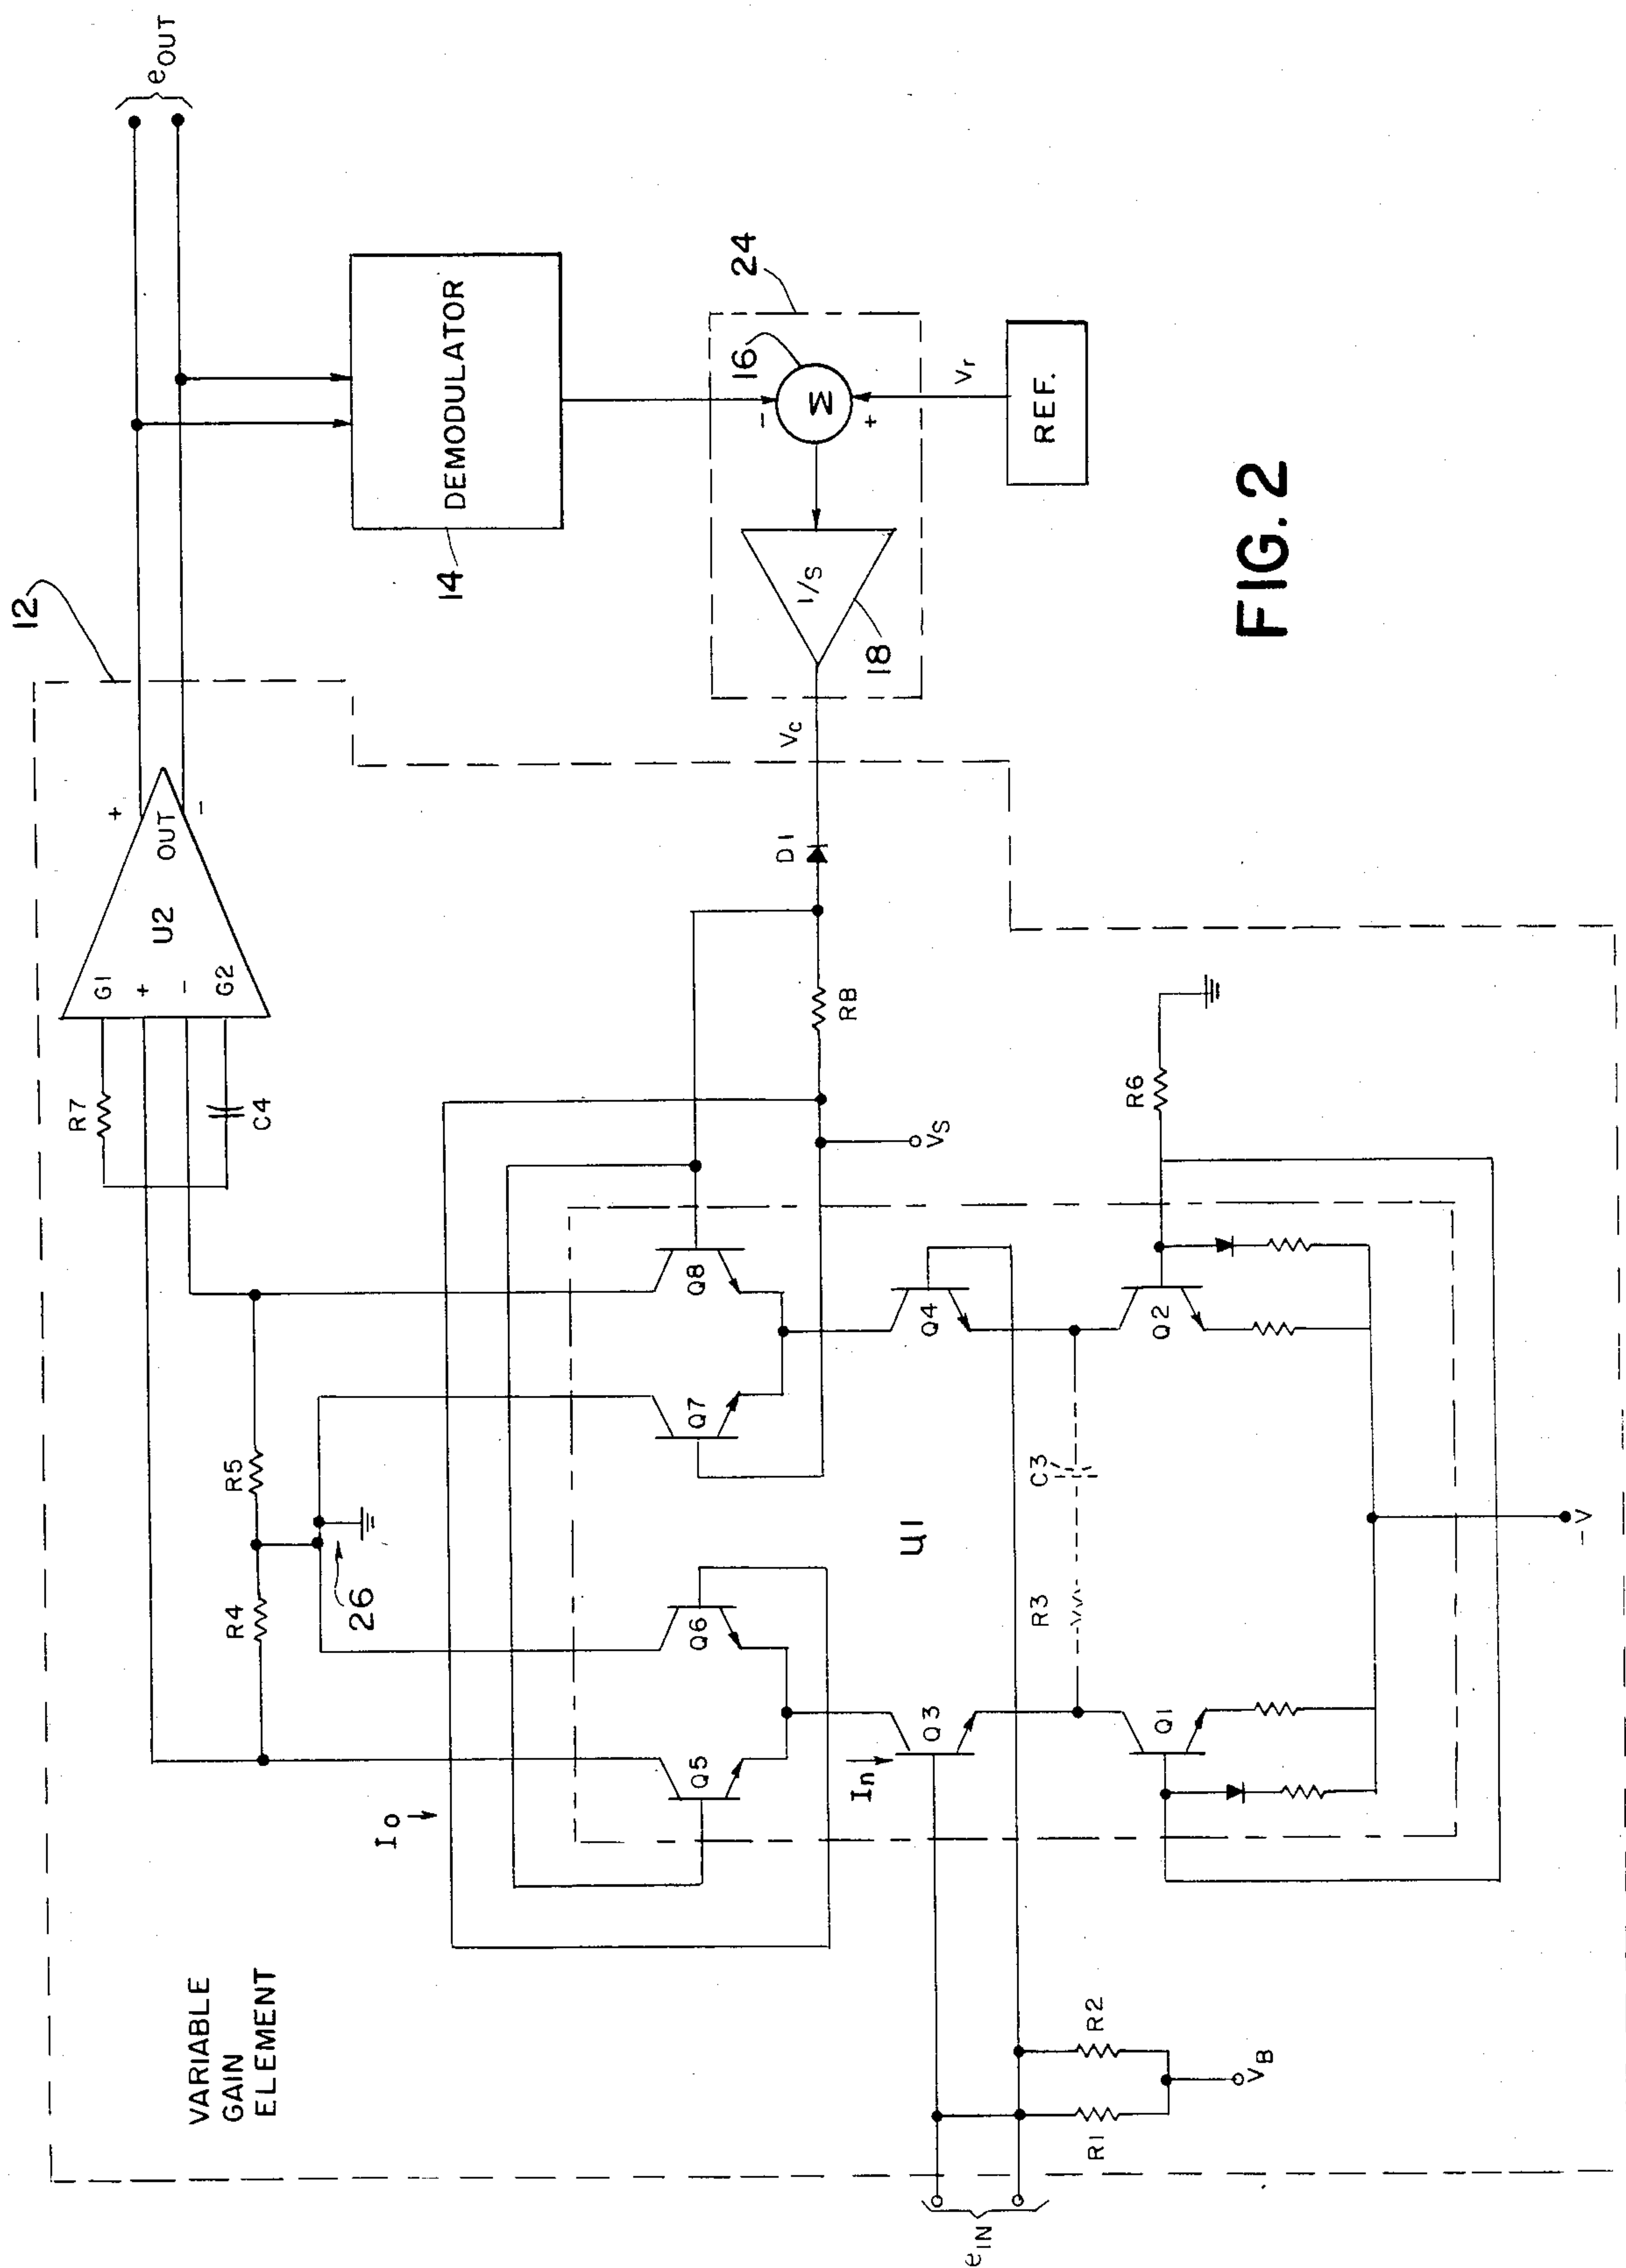 VARIABLE
GAIN
ELEMENT
12
G1
+
-
G2
U2
OUT
+
-
eOUT
R7
C4
R4
R5
26
Io
DEMODULATOR
14
24
16
Σ
-
+
1/S
18
Vr
REF.
Vc
D1
R8
VS
Q5
Q6
Q7
Q8
U1
In
Q3
Q4
R3
C3
Q1
Q2
R6
-V
eIN
R1
R2
VB
FIG. 2